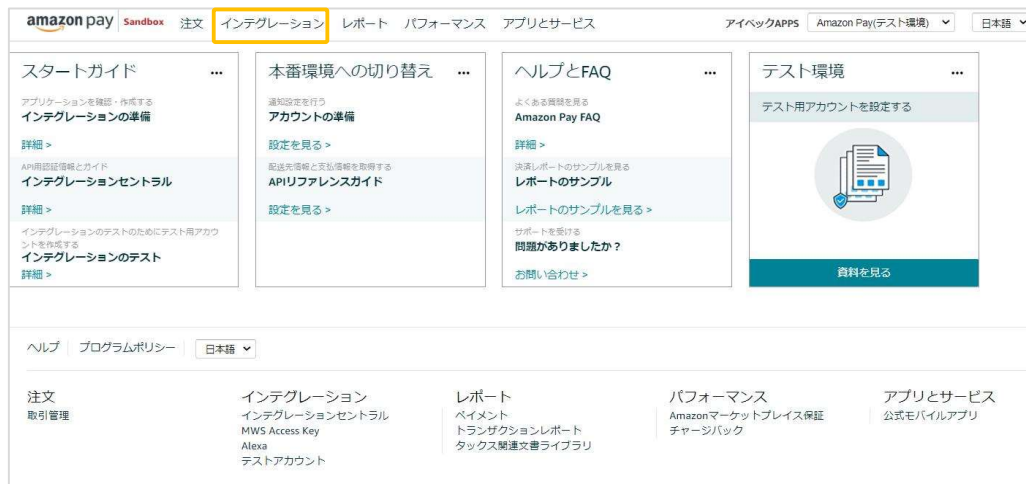 amazon pay Sandbox 注文 インテグレーション レポート パフォーマンス アプリとサービス アイベックAPPS Amazon Pay(テスト環境) 日本語
スタートガイド ...
アプリケーションを確認・作成する
インテグレーションの準備
詳細 >
API用認証情報とガイド
インテグレーションセントラル
詳細 >
インテグレーションのテストのためにテスト用アカウ
ントを作成する
インテグレーションのテスト
詳細 >
本番環境への切り替え ...
通知設定を行う
アカウントの準備
設定を見る >
配送先情報と支払情報を取得する
APIリファレンスガイド
設定を見る >
ヘルプとFAQ ...
よくある質問を見る
Amazon Pay FAQ
詳細 >
決済レポートのサンプルを見る
レポートのサンプル
レポートのサンプルを見る >
サポートを受ける
問題がありましたか？
お問い合わせ >
テスト環境 ...
テスト用アカウントを設定する
資料を見る
ヘルプ プログラムポリシー 日本語
注文
取引管理
インテグレーション
インテグレーションセントラル
MWS Access Key
Alexa
テストアカウント
レポート
ペイメント
トランザクションレポート
タックス関連文書ライブラリ
パフォーマンス
Amazonマーケットプレイス保証
チャージバック
アプリとサービス
公式モバイルアプリ